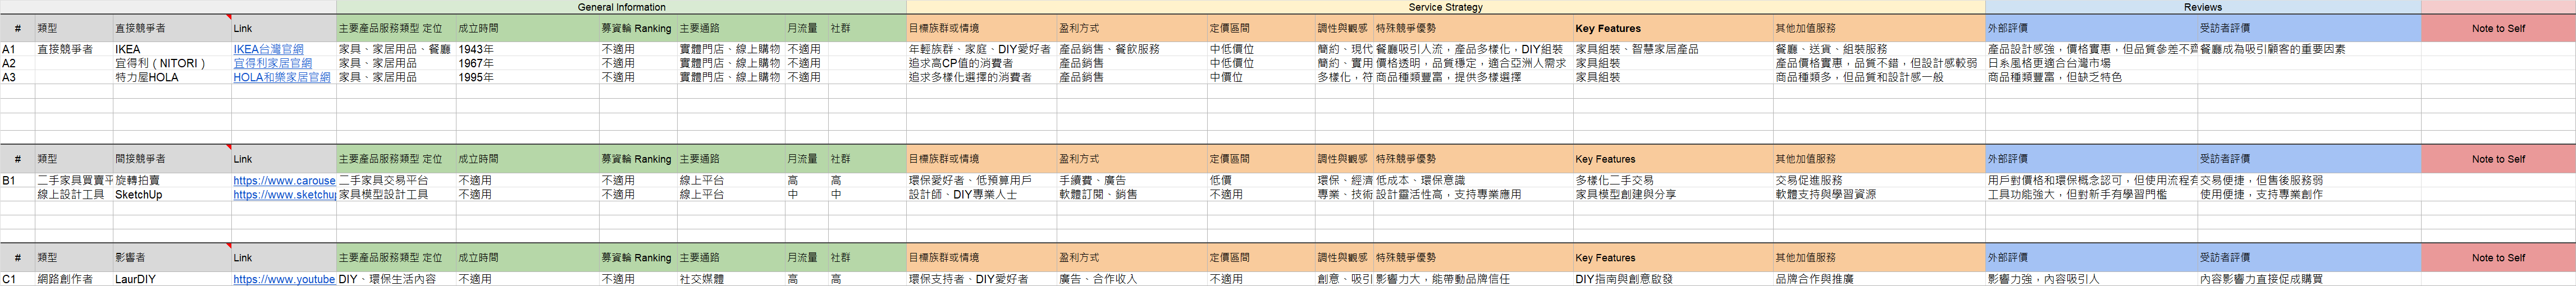 General Information Service Strategy Reviews
# 類型 直接競爭者 Link 主要產品服務類型 定位 成立時間 募資輪 Ranking 主要通路 月流量 社群 目標族群或情境 盈利方式 定價區間 調性與觀感 特殊競爭優勢 Key Features 其他加值服務 外部評價 受訪者評價 Note to Self
A1 直接競爭者 IKEA IKEA台灣官網 家具、家居用品、餐廳 1943年 不適用 實體門店、線上購物 不適用 年輕族群、家庭、DIY愛好者 產品銷售、餐飲服務 中低價位 簡約、現代 餐廳吸引人流，產品多樣化，DIY組裝 家具組裝、智慧家居產品 餐廳、送貨、組裝服務 產品設計感強，價格實惠，但品質參差不齊 餐廳成為吸引顧客的重要因素
A2 宜得利（NITORI） 宜得利家居官網 家具、家居用品 1967年 不適用 實體門店、線上購物 不適用 追求高CP值的消費者 產品銷售 中低價位 簡約、實用 價格透明，品質穩定，適合亞洲人需求 家具組裝 產品價格實惠，品質不錯，但設計感較弱 日系風格更適合台灣市場
A3 特力屋HOLA HOLA和樂家居官網 家具、家居用品 1995年 不適用 實體門店、線上購物 不適用 追求多樣化選擇的消費者 產品銷售 中價位 多樣化，符 商品種類豐富，提供多樣選擇 家具組裝 商品種類多，但品質和設計感一般 商品種類豐富，但缺乏特色
# 類型 間接競爭者 Link 主要產品服務類型 定位 成立時間 募資輪 Ranking 主要通路 月流量 社群 目標族群或情境 盈利方式 定價區間 調性與觀感 特殊競爭優勢 Key Features 其他加值服務 外部評價 受訪者評價 Note to Self
B1 二手家具買賣平 旋轉拍賣 https://www.carouse 二手家具交易平台 不適用 不適用 線上平台 高 高 環保愛好者、低預算用戶 手續費、廣告 低價 環保、經濟 低成本、環保意識 多樣化二手交易 交易促進服務 用戶對價格和環保概念認可，但使用流程有 交易便捷，但售後服務弱
線上設計工具 SketchUp https://www.sketchup 家具模型設計工具 不適用 不適用 線上平台 中 中 設計師、DIY專業人士 軟體訂閱、銷售 不適用 專業、技術 設計靈活性高，支持專業應用 家具模型創建與分享 軟體支持與學習資源 工具功能強大，但對新手有學習門檻 使用便捷，支持專業創作
# 類型 影響者 Link 主要產品服務類型 定位 成立時間 募資輪 Ranking 主要通路 月流量 社群 目標族群或情境 盈利方式 定價區間 調性與觀感 特殊競爭優勢 Key Features 其他加值服務 外部評價 受訪者評價 Note to Self
C1 網路創作者 LaurDIY https://www.youtube DIY、環保生活內容 不適用 不適用 社交媒體 高 高 環保支持者、DIY愛好者 廣告、合作收入 不適用 創意、吸引 影響力大，能帶動品牌信任 DIY指南與創意啟發 品牌合作與推廣 影響力強，內容吸引人 內容影響力直接促成購買